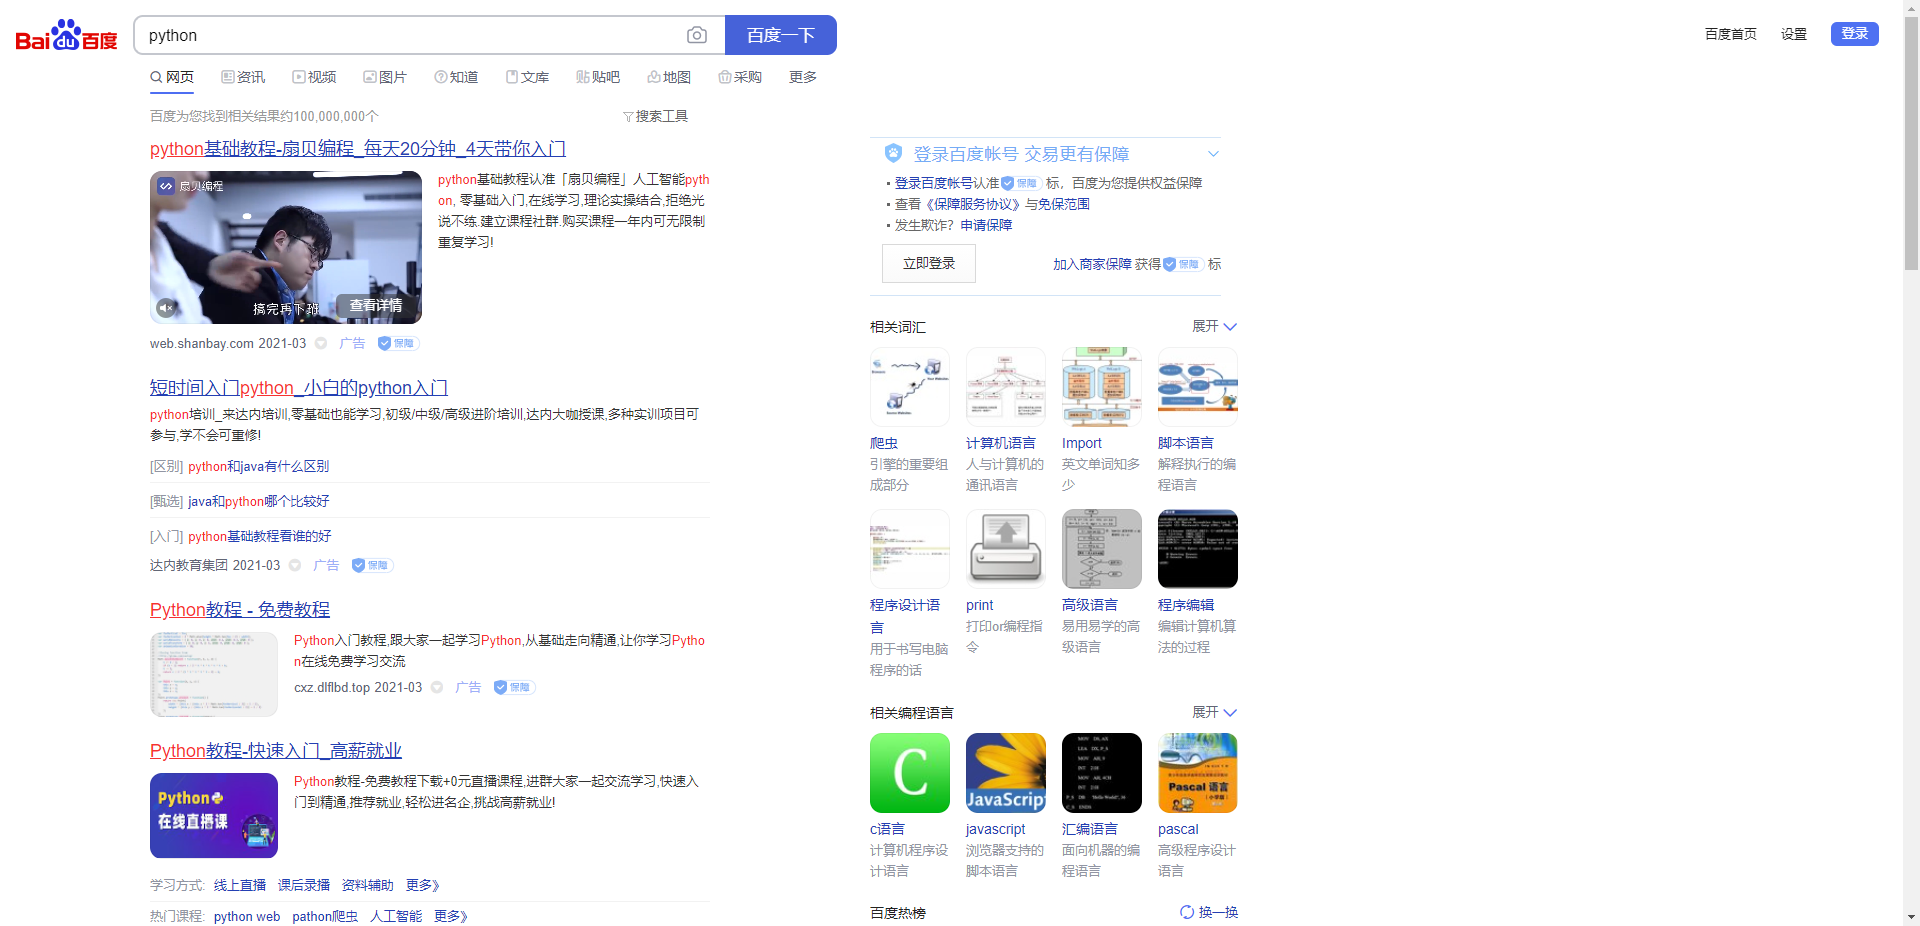 Bai du 百度
python
百度一下
百度首页 设置 登录
网页 资讯 视频 图片 知道 文库 贴吧 地图 采购 更多
百度为您找到相关结果约100,000,000个
搜索工具
python基础教程-扇贝编程_每天20分钟_4天带你入门
扇贝编程
搞完再下班
查看详情
python基础教程认准「扇贝编程」人工智能pyth
on, 零基础入门,在线学习,理论实操结合,拒绝光
说不练.建立课程社群.购买课程一年内可无限制
重复学习!
web.shanbay.com 2021-03 广告 保障
短时间入门python_小白的python入门
python培训_来达内培训,零基础也能学习,初级/中级/高级进阶培训,达内大咖授课,多种实训项目可
参与,学不会可重修!
[区别] python和java有什么区别
[甄选] java和python哪个比较好
[入门] python基础教程看谁的好
达内教育集团 2021-03 广告 保障
Python教程 - 免费教程
Python入门教程,跟大家一起学习Python,从基础走向精通,让你学习Pytho
n在线免费学习交流
cxz.dlflbd.top 2021-03 广告 保障
Python教程-快速入门_高薪就业
Python
在线直播课
Python教程-免费教程下载+0元直播课程,进群大家一起交流学习,快速入
门到精通,推荐就业,轻松进名企,挑战高薪就业!
学习方式: 线上直播 课后录播 资料辅助 更多》
热门课程: python web pathon爬虫 人工智能 更多》
登录百度帐号 交易更有保障
登录百度帐号认准 保障 标，百度为您提供权益保障
查看《保障服务协议》与免保范围
发生欺诈？申请保障
立即登录
加入商家保障 获得 保障 标
相关词汇 展开
爬虫
引擎的重要组
成部分
计算机语言
人与计算机的
通讯语言
Import
英文单词知多
少
脚本语言
解释执行的编
程语言
程序设计语
言
用于书写电脑
程序的话
print
打印or编程指
令
高级语言
易用易学的高
级语言
程序编辑
编辑计算机算
法的过程
相关编程语言 展开
C
c语言
计算机程序设
计语言
JavaScrip
javascript
浏览器支持的
脚本语言
汇编语言
面向机器的编
程语言
Pascal 语言
pascal
高级程序设计
语言
百度热榜 换一换